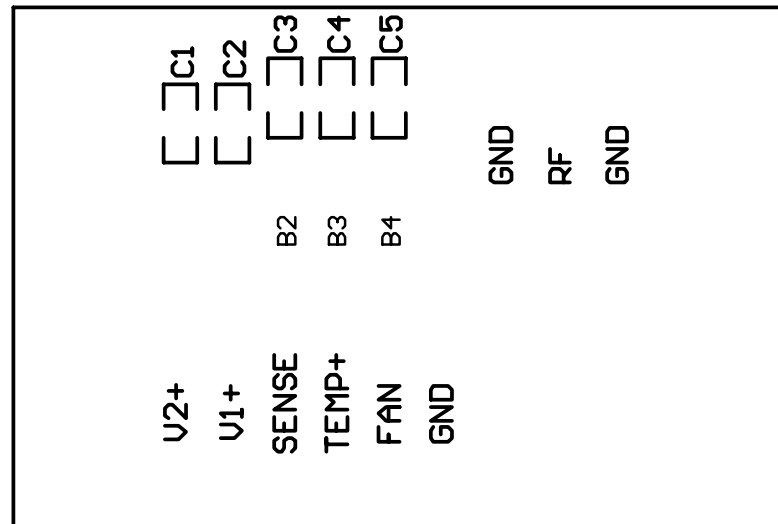 C1
C2
C3
C4
C5
GND
RF
GND
B2
B3
B4
V2+
V1+
SENSE
TEMP+
FAN
GND